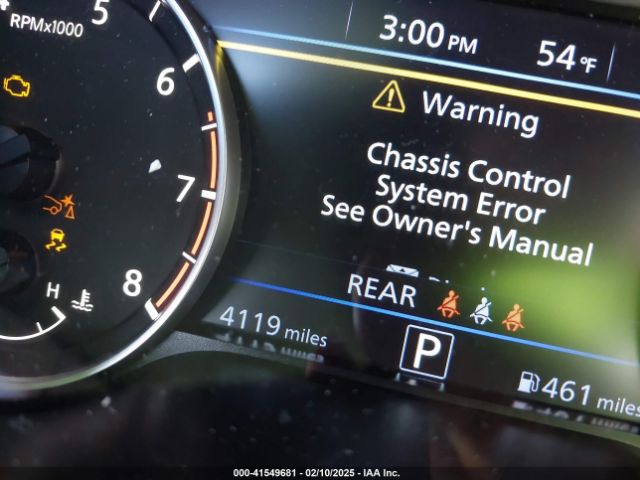 4
5
RPMx1000
6
7
8
H
3:00 PM
54 °F
Warning
Chassis Control
System Error
See Owner's Manual
REAR
4119 miles
P
461 miles
000-41549681 - 02/10/2025 - IAA Inc.